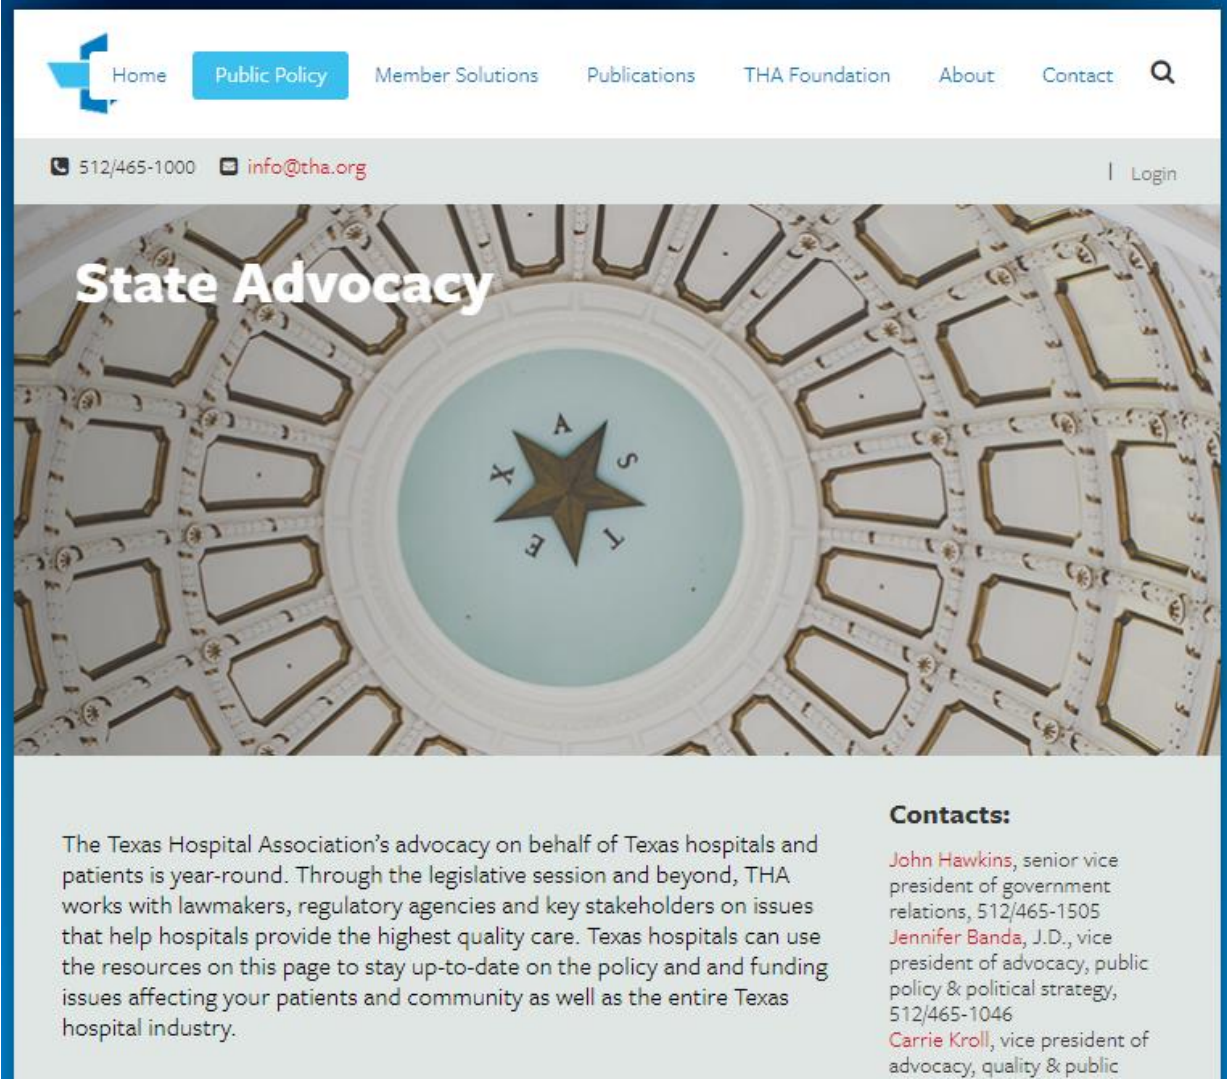 Home Public Policy Member Solutions Publications THA Foundation About Contact
512/465-1000 info@tha.org | Login
State Advocacy
TEXAS
The Texas Hospital Association’s advocacy on behalf of Texas hospitals and
patients is year-round. Through the legislative session and beyond, THA
works with lawmakers, regulatory agencies and key stakeholders on issues
that help hospitals provide the highest quality care. Texas hospitals can use
the resources on this page to stay up-to-date on the policy and and funding
issues affecting your patients and community as well as the entire Texas
hospital industry.
Contacts:
John Hawkins, senior vice
president of government
relations, 512/465-1505
Jennifer Banda, J.D., vice
president of advocacy, public
policy & political strategy,
512/465-1046
Carrie Kroll, vice president of
advocacy, quality & public